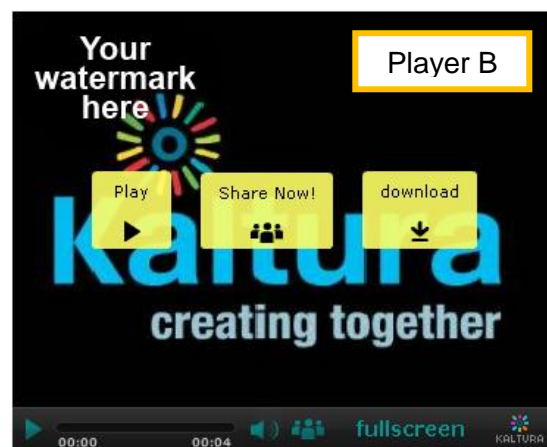 Your
watermark
here
Player B
Play
Share Now!
download
Kaltura
creating together
00:00
00:04
fullscreen
KALTURA